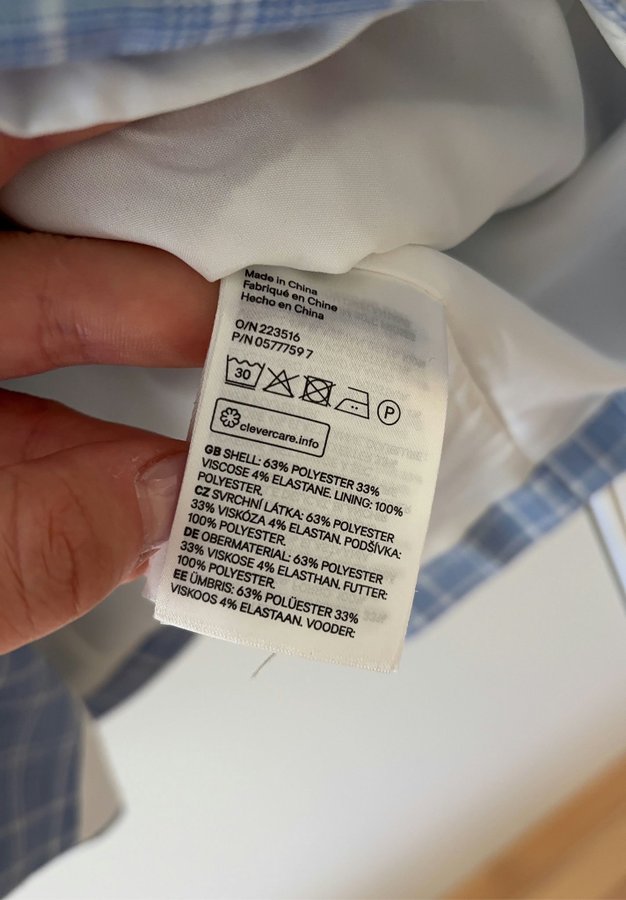 Made in China
Fabriqué en Chine
Hecho en China
O/N 223516
P/N 0577759 7
30
P
clevercare.info
GB SHELL: 63% POLYESTER 33%
VISCOSE 4% ELASTANE. LINING: 100%
POLYESTER.
CZ SVRCHNÍ LÁTKA: 63% POLYESTER
33% VISKÓZA 4% ELASTAN. PODŠÍVKA:
100% POLYESTER.
DE OBERMATERIAL: 63% POLYESTER
33% VISKOSE 4% ELASTHAN. FUTTER:
100% POLYESTER.
EE ÜMBRIS: 63% POLÜESTER 33%
VISKOOS 4% ELASTAAN. VOODER: